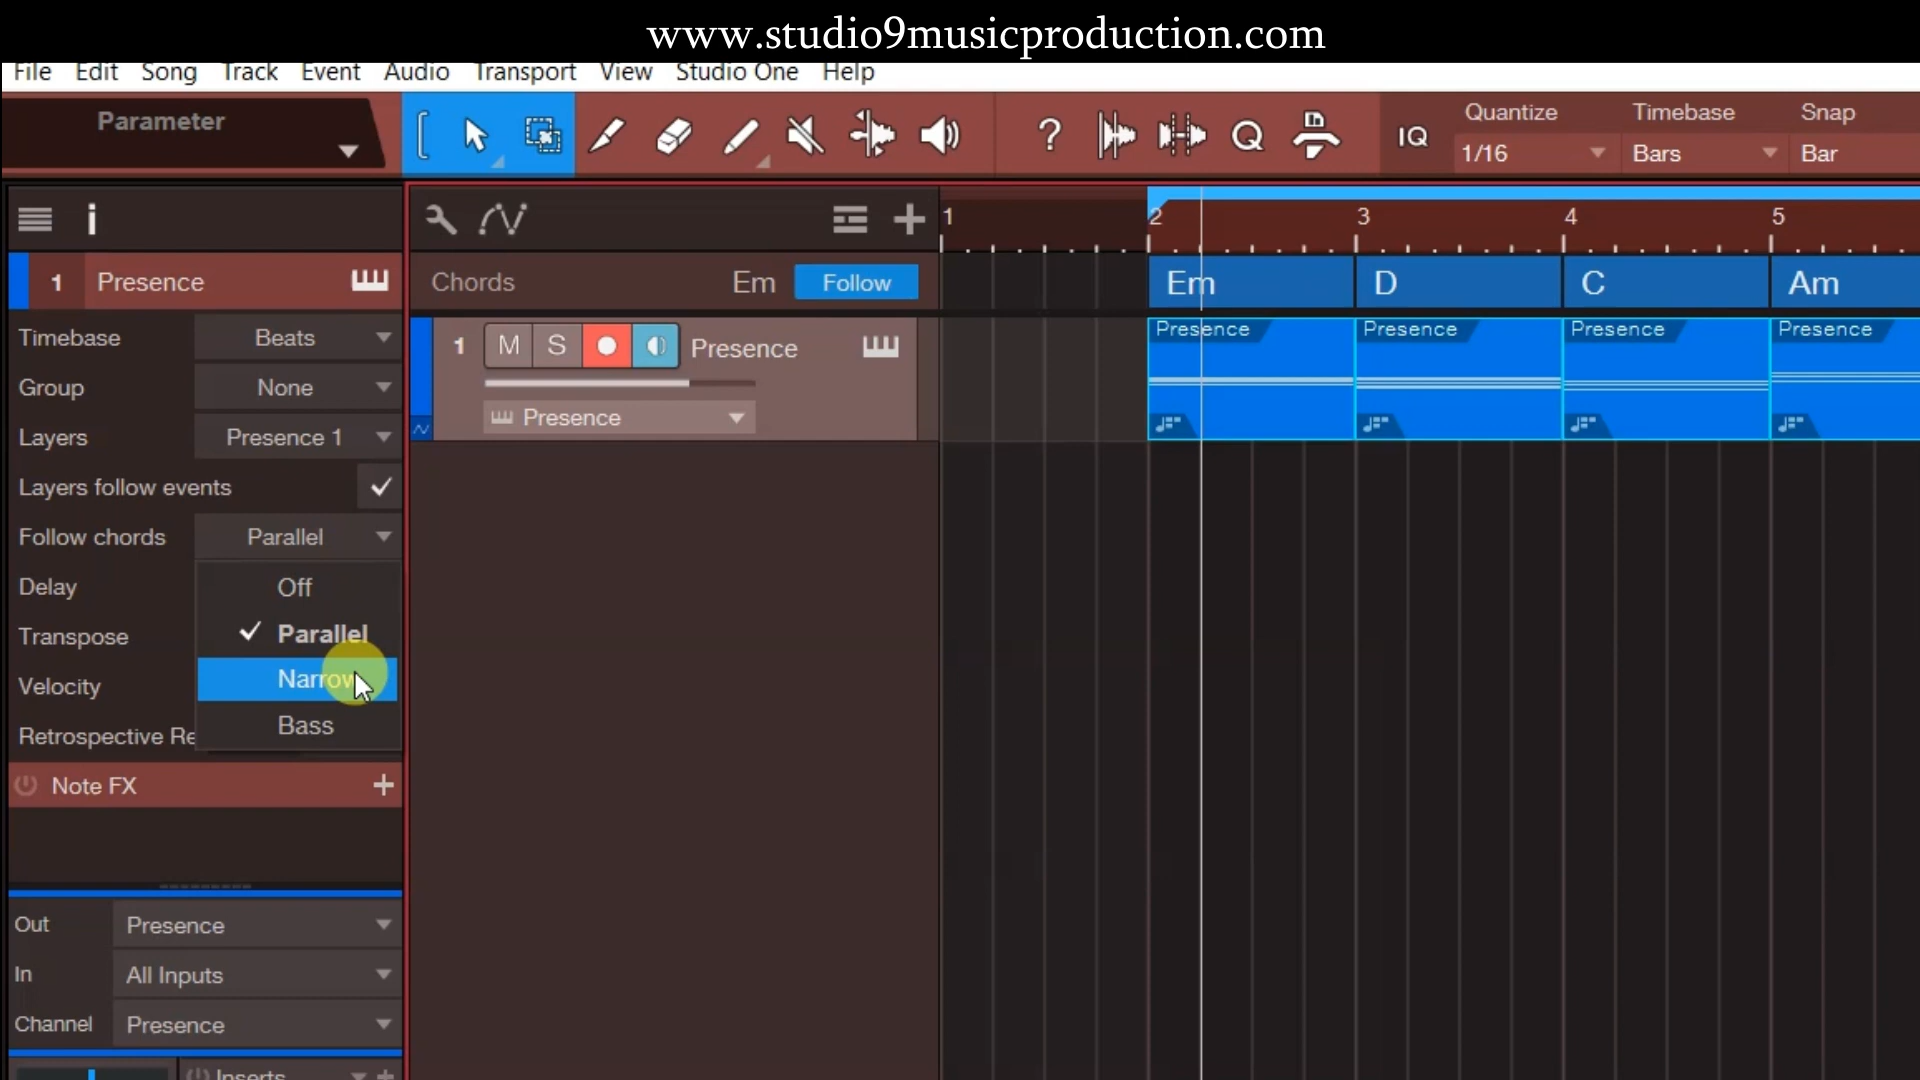 www.studio9musicproduction.com
File Edit Song Track Event Audio Transport View Studio One Help
Parameter
? Q IQ
Quantize Timebase Snap
1/16 Bars Bar
i
1 2 3 4 5
1 Presence
Chords Em Follow
Em D C Am
Timebase Beats
Group None
Layers Presence 1
Layers follow events
Follow chords Parallel
Delay
Transpose
Velocity
Retrospective Re
Off
Parallel
Narrow
Bass
1 M S Presence
Presence
Presence Presence Presence Presence
Note FX +
Out Presence
In All Inputs
Channel Presence
Inserts